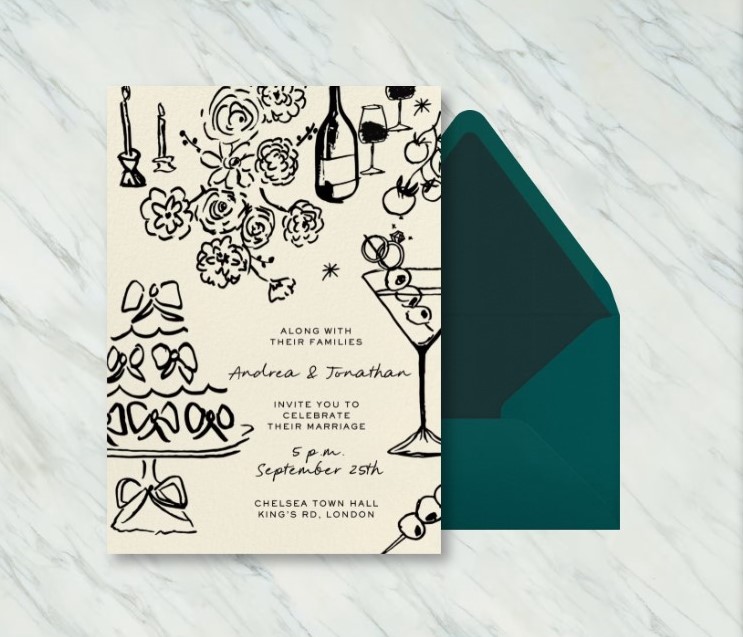 ALONG WITH
THEIR FAMILIES
Andrea & Jonathan
INVITE YOU TO
CELEBRATE
THEIR MARRIAGE
5 p.m.
September 25th
CHELSEA TOWN HALL
KING'S RD, LONDON